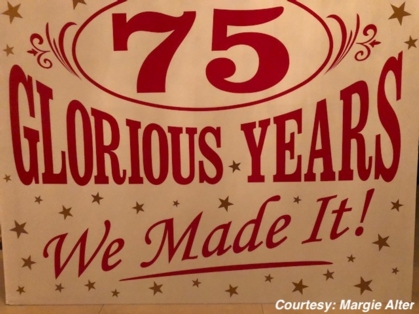 75
GLORIOUS YEARS
We Made It!
Courtesy: Margie Alter